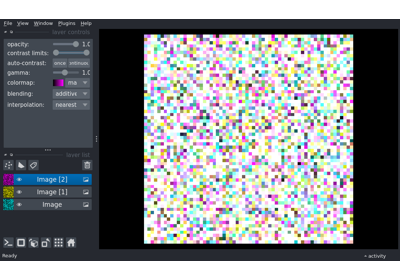 File View Window Plugins Help
layer controls
opacity: 1.0
contrast limits:
auto-contrast: once
gamma: 1.0
colormap: ma
blending: additive
interpolation: nearest
layer list
Image [2]
Image [1]
Image
Ready
activity